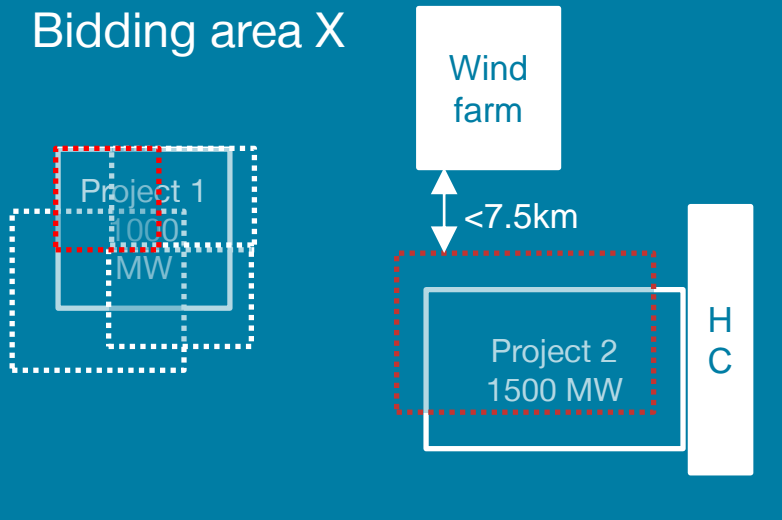 Bidding area X
Wind
farm
Project 1
1000
MW
<7.5km
Project 2
1500 MW
H
C